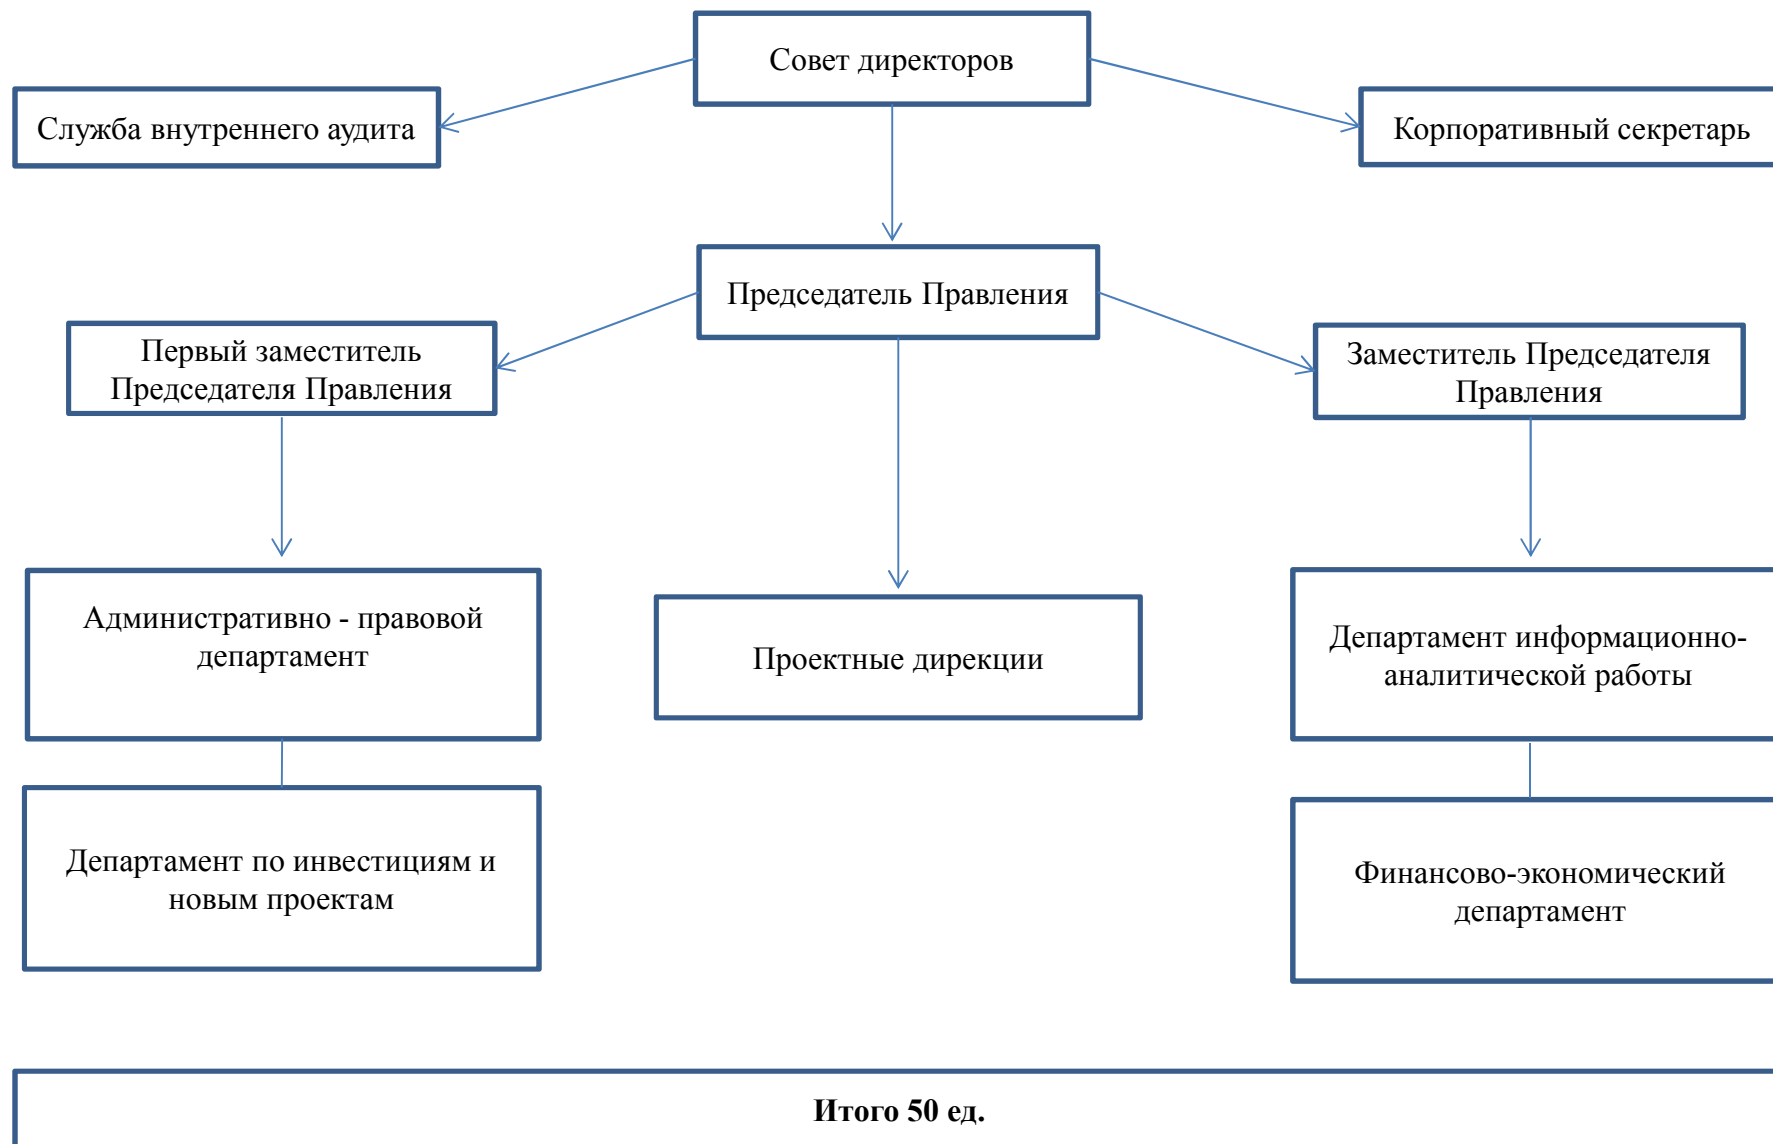 Совет директоров
Служба внутреннего аудита
Корпоративный секретарь
Председатель Правления
Первый заместитель
Председателя Правления
Заместитель Председателя
Правления
Административно - правовой
департамент
Проектные дирекции
Департамент информационно-
аналитической работы
Департамент по инвестициям и
новым проектам
Финансово-экономический
департамент
Итого 50 ед.